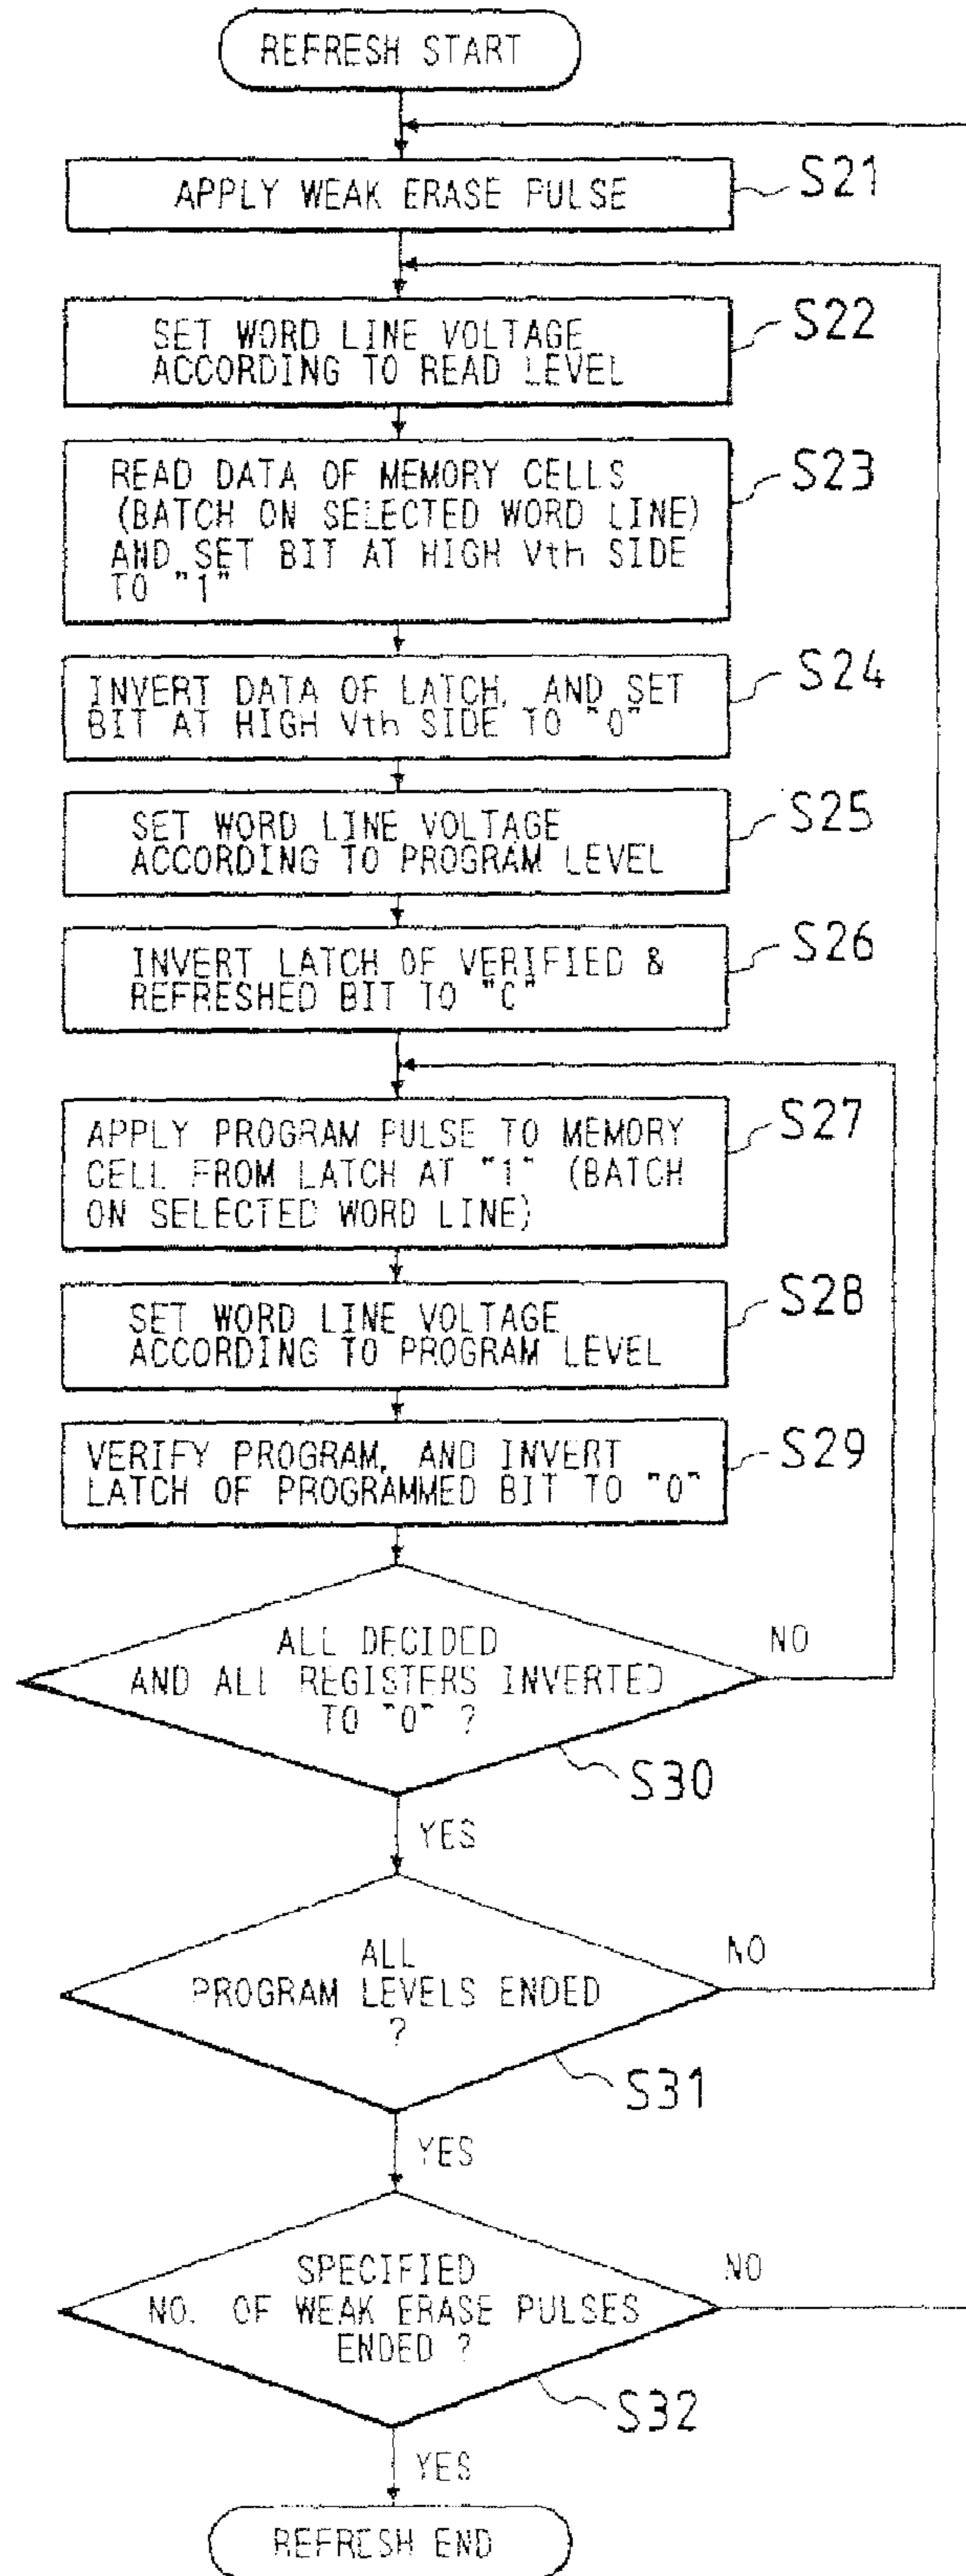 REFRESH START
APPLY WEAK ERASE PULSE
S21
SET WORD LINE VOLTAGE
ACCORDING TO READ LEVEL
S22
READ DATA OF MEMORY CELLS
(BATCH ON SELECTED WORD LINE)
AND SET BIT AT HIGH Vth SIDE
TO "1"
S23
INVERT DATA OF LATCH, AND SET
BIT AT HIGH Vth SIDE TO "0"
S24
SET WORD LINE VOLTAGE
ACCORDING TO PROGRAM LEVEL
S25
INVERT LATCH OF VERIFIED &
REFRESHED BIT TO "C"
S26
APPLY PROGRAM PULSE TO MEMORY
CELL FROM LATCH AT "1" (BATCH
ON SELECTED WORD LINE)
S27
SET WORD LINE VOLTAGE
ACCORDING TO PROGRAM LEVEL
S28
VERIFY PROGRAM, AND INVERT
LATCH OF PROGRAMMED BIT TO "0"
S29
ALL DECIDED
AND ALL REGISTERS INVERTED
TO "0" ?
NO
S30
YES
ALL
PROGRAM LEVELS ENDED
?
NO
S31
YES
SPECIFIED
NO. OF WEAK ERASE PULSES
ENDED ?
NO
S32
YES
REFRESH END